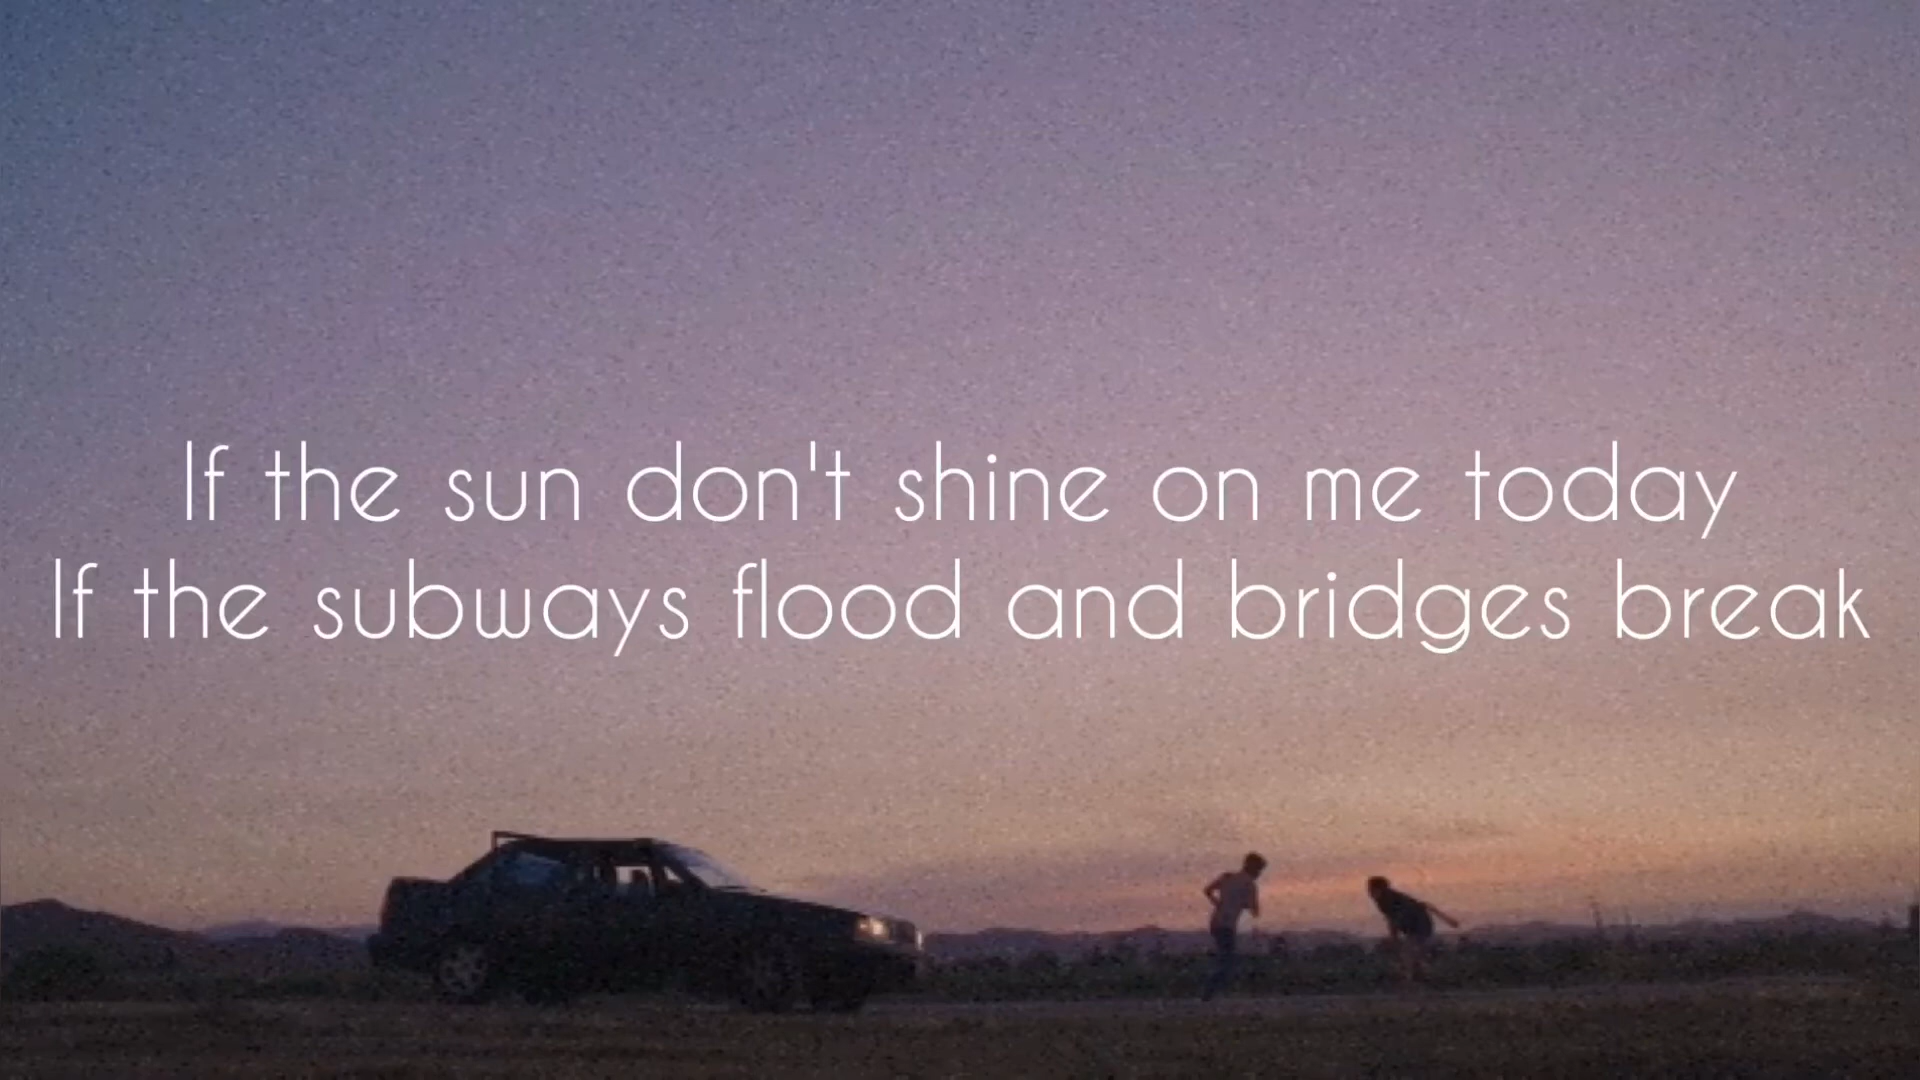 If the sun don't shine on me today
If the subways flood and bridges break